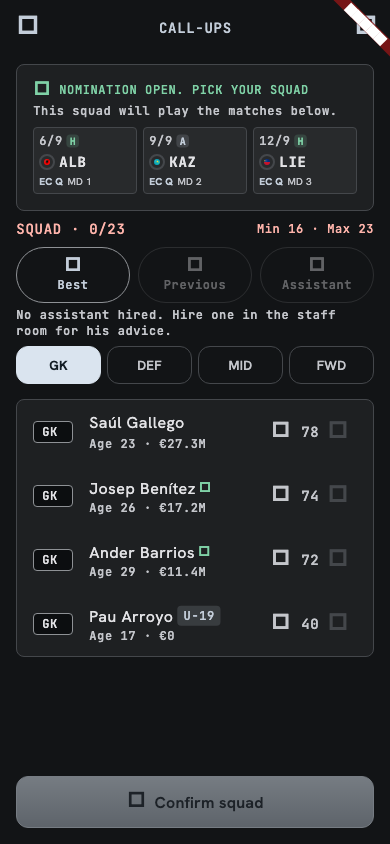 CALL-UPS
NOMINATION OPEN. PICK YOUR SQUAD
This squad will play the matches below.
6/9 H
ALB
EC Q MD 1
9/9 A
KAZ
EC Q MD 2
12/9 H
LIE
EC Q MD 3
SQUAD · 0/23
Min 16 · Max 23
Best
Previous
Assistant
No assistant hired. Hire one in the staff
room for his advice.
GK
DEF
MID
FWD
GK
Saúl Gallego
Age 23 · €27.3M
78
GK
Josep Benítez
Age 26 · €17.2M
74
GK
Ander Barrios
Age 29 · €11.4M
72
GK
Pau Arroyo U-19
Age 17 · €0
40
Confirm squad